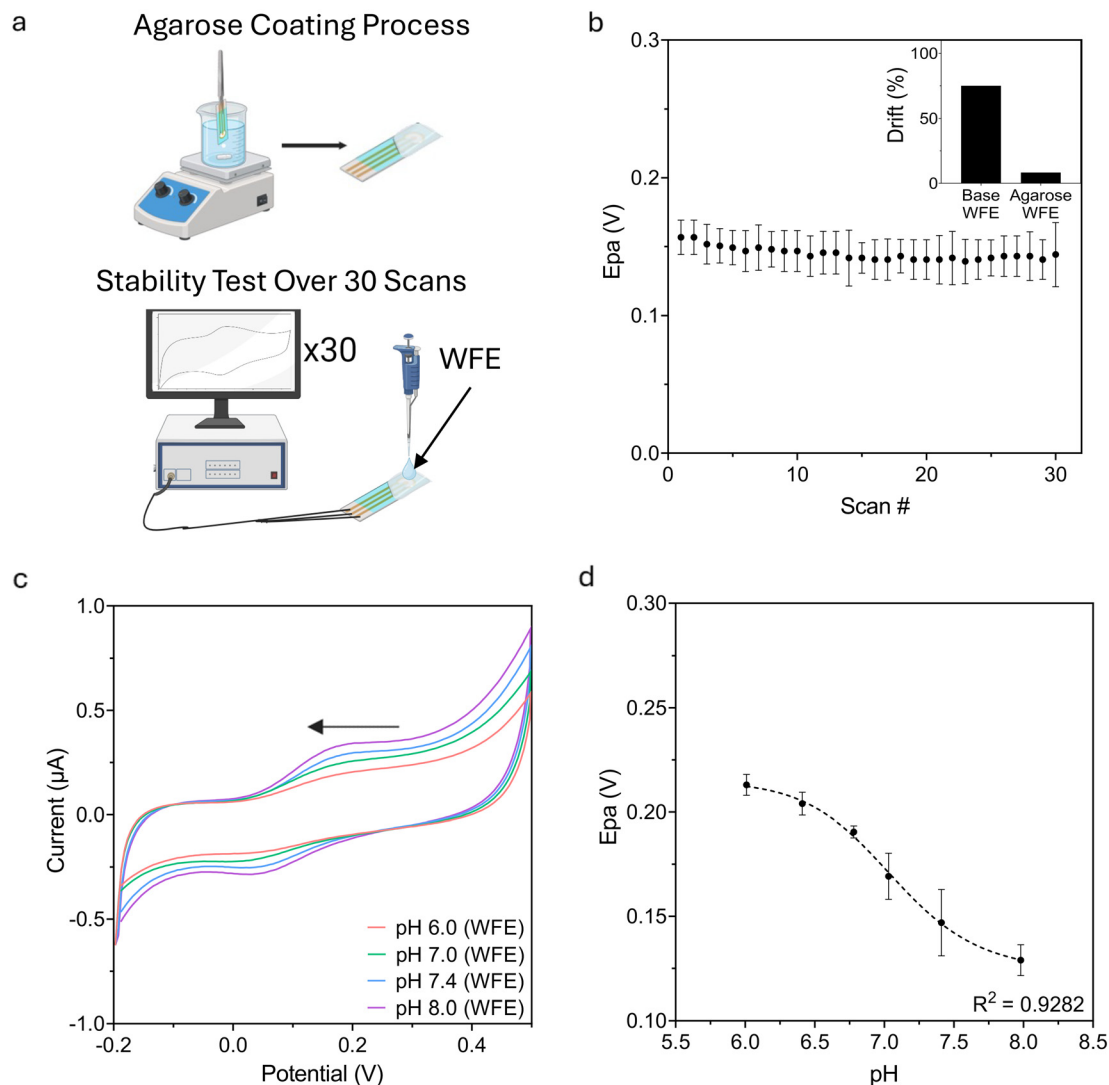 a
Agarose Coating Process
Stability Test Over 30 Scans
x30
WFE
b
0.3
0.2
0.1
0.0
Epa (V)
0
10
20
30
Scan #
100
50
0
Drift (%)
Base
WFE
Agarose
WFE
c
1.0
0.5
0.0
-0.5
-1.0
Current (µA)
-0.2
0.0
0.2
0.4
Potential (V)
pH 6.0 (WFE)
pH 7.0 (WFE)
pH 7.4 (WFE)
pH 8.0 (WFE)
d
0.30
0.25
0.20
0.15
0.10
Epa (V)
5.5
6.0
6.5
7.0
7.5
8.0
8.5
pH
R² = 0.9282